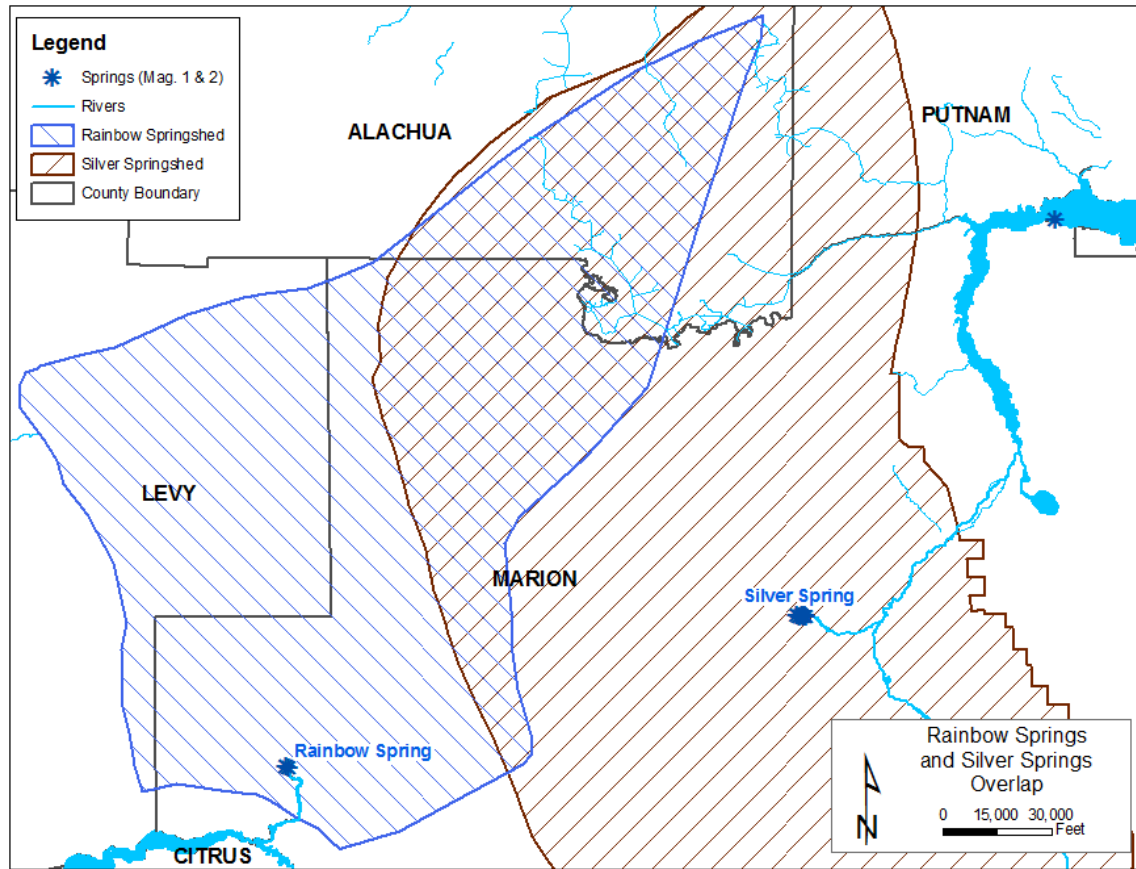 Legend
Springs (Mag. 1 & 2)
Rivers
Rainbow Springshed
Silver Springshed
County Boundary
ALACHUA
PUTNAM
LEVY
MARION
Silver Spring
Rainbow Spring
CITRUS
Rainbow Springs
and Silver Springs
Overlap
0 15,000 30,000
Feet
N